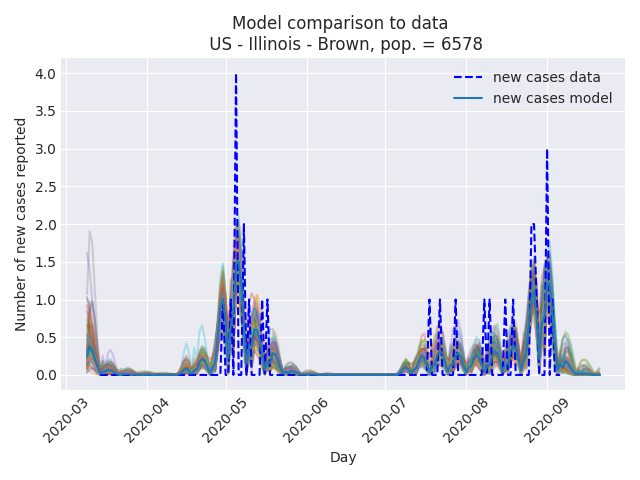 Model comparison to data
US - Illinois - Brown, pop. = 6578
new cases data
new cases model
Number of new cases reported
4.0
3.5
3.0
2.5
2.0
1.5
1.0
0.5
0.0
2020-03
2020-04
2020-05
2020-06
2020-07
2020-08
2020-09
Day